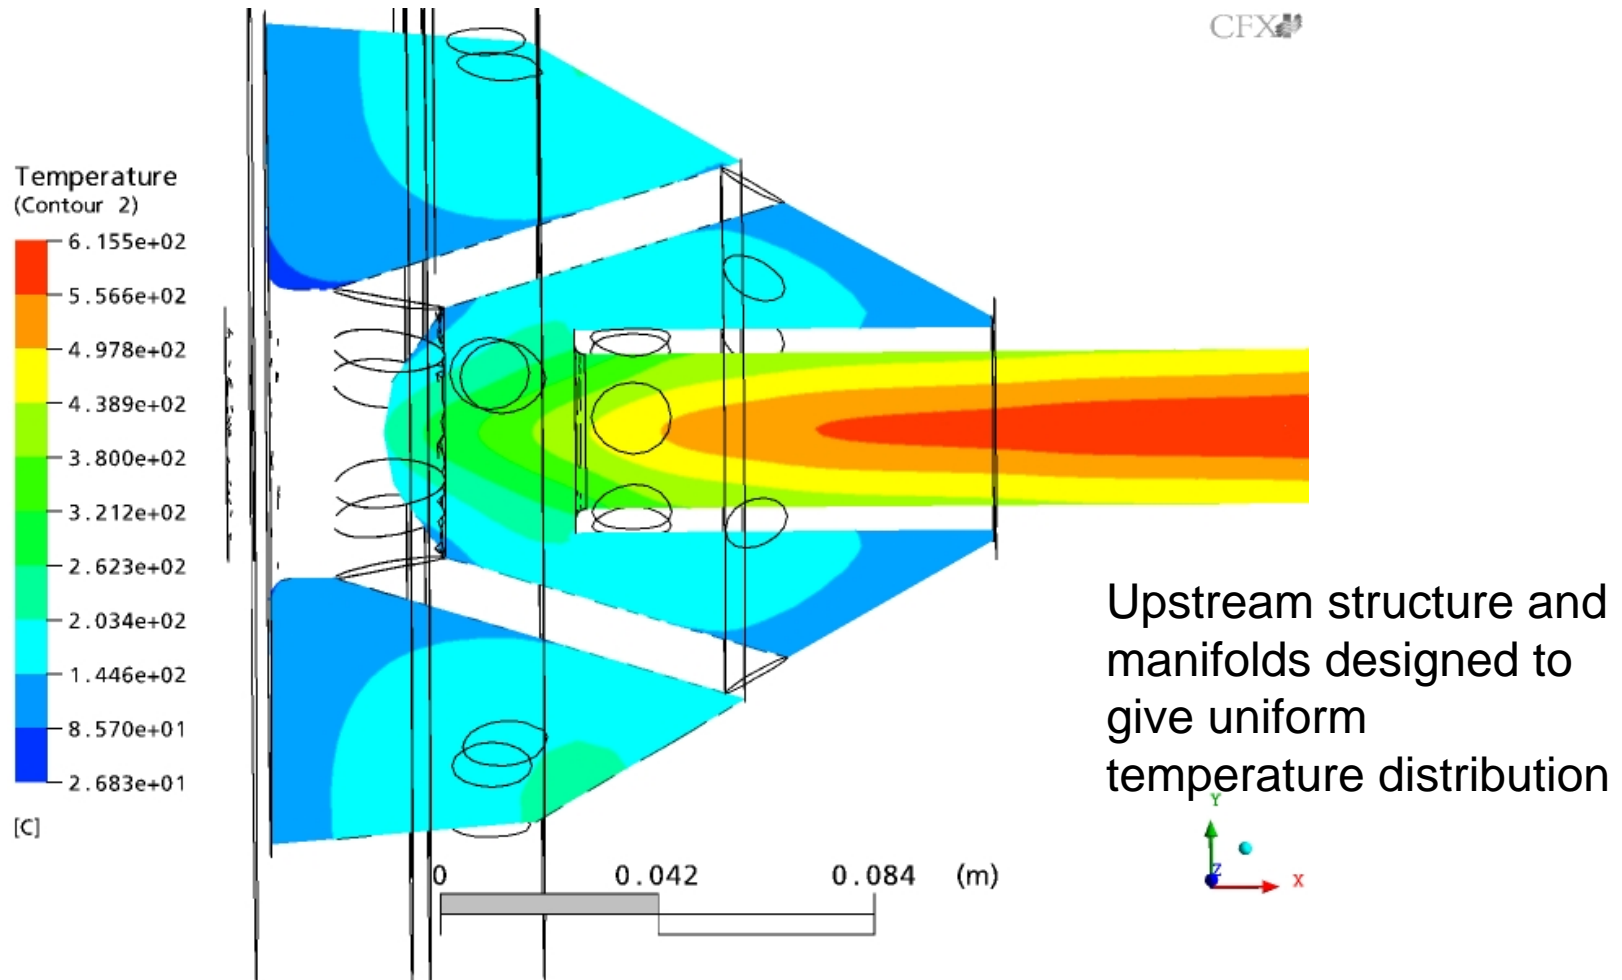 CFX
Temperature
(Contour 2)
6.155e+02
5.566e+02
4.978e+02
4.389e+02
3.800e+02
3.212e+02
2.623e+02
2.034e+02
1.446e+02
8.570e+01
2.683e+01
[C]
Upstream structure and
manifolds designed to
give uniform
temperature distribution
0 0.042 0.084 (m)
Y
Z
X